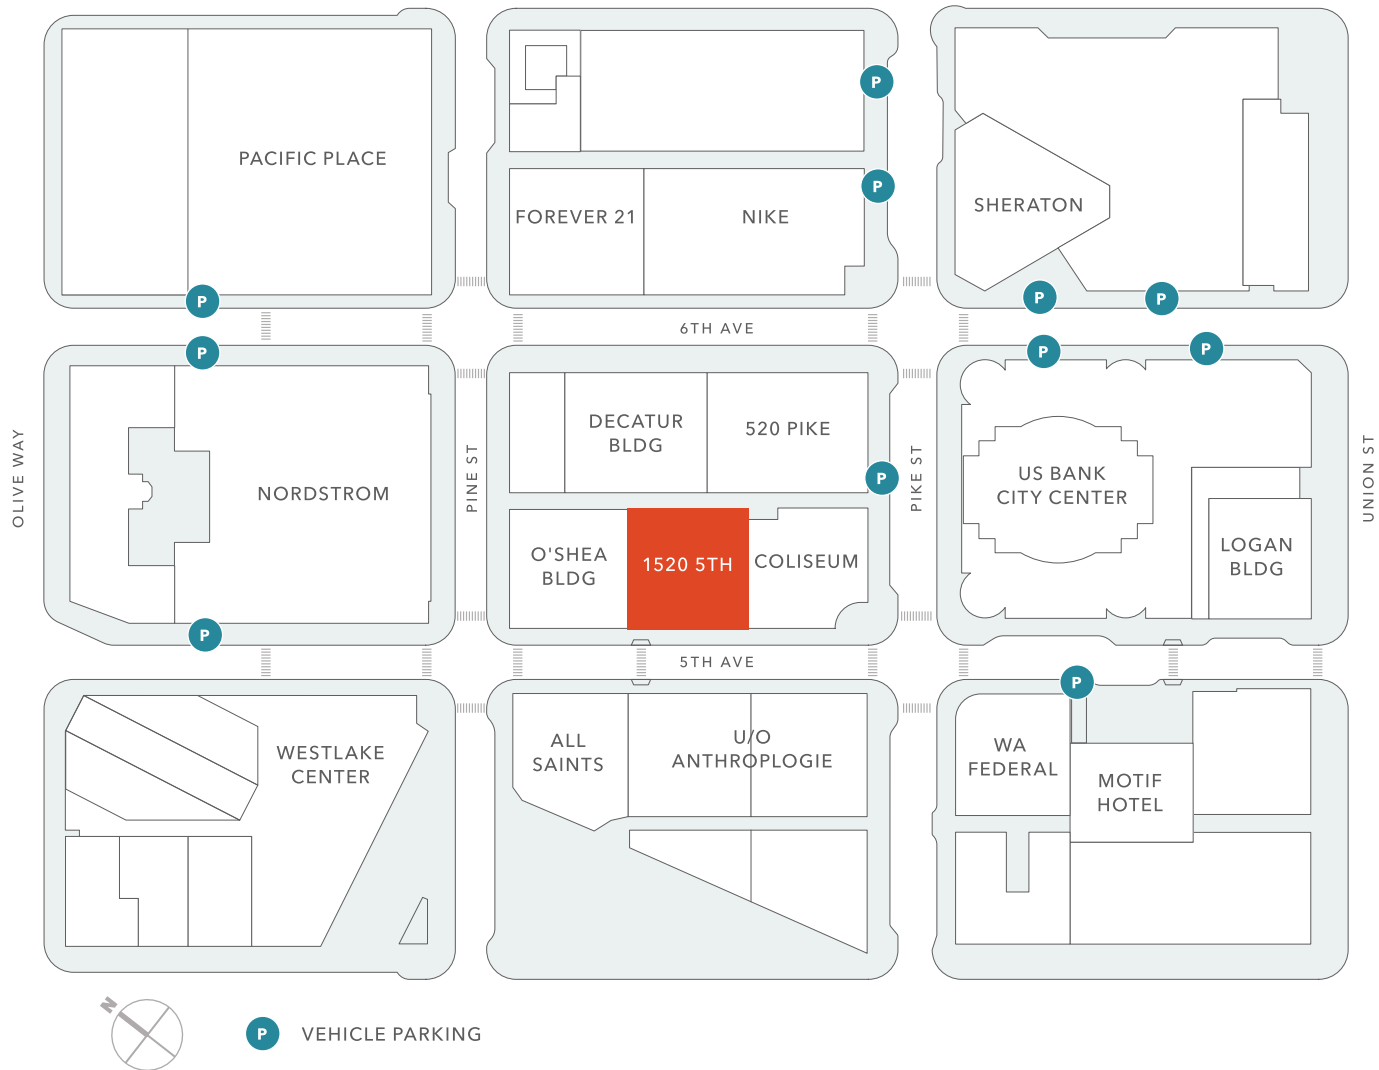 P
PACIFIC PLACE
P
FOREVER 21
NIKE
SHERATON
P
P
P
6TH AVE
P
P
P
DECATUR
BLDG
520 PIKE
OLIVE WAY
NORDSTROM
PINE ST
P
PIKE ST
US BANK
CITY CENTER
UNION ST
O'SHEA
BLDG
1520 5TH
COLISEUM
LOGAN
BLDG
P
5TH AVE
P
WESTLAKE
CENTER
ALL
SAINTS
U/O
ANTHROPLOGIE
WA
FEDERAL
MOTIF
HOTEL
N
P
VEHICLE PARKING